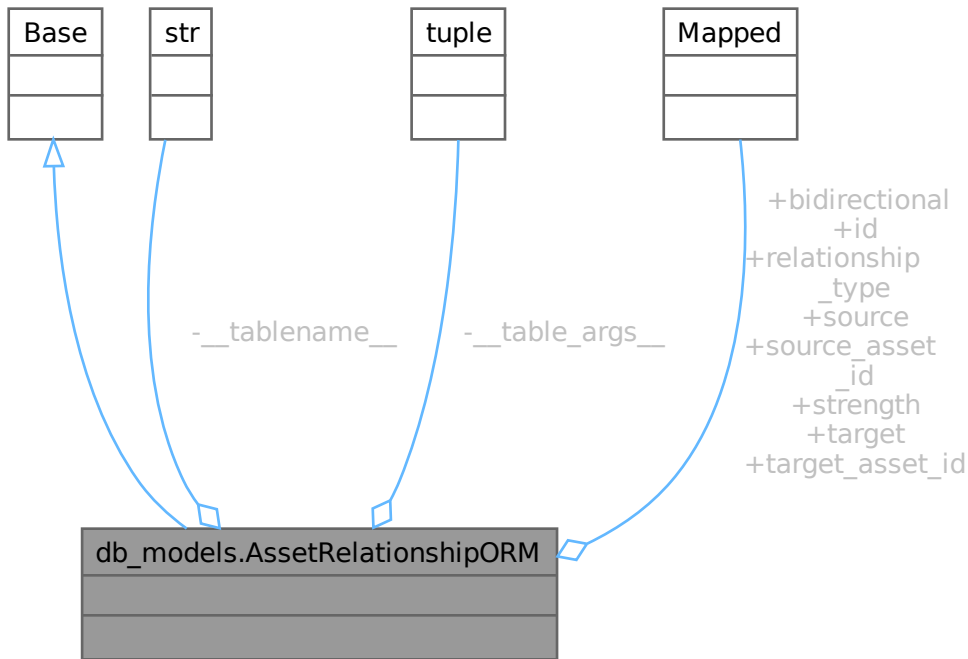 Base
str
tuple
Mapped
+bidirectional
+id
+relationship
_type
+source
+source_asset
_id
+strength
+target
+target_asset_id
-__tablename__
-__table_args__
db_models.AssetRelationshipORM